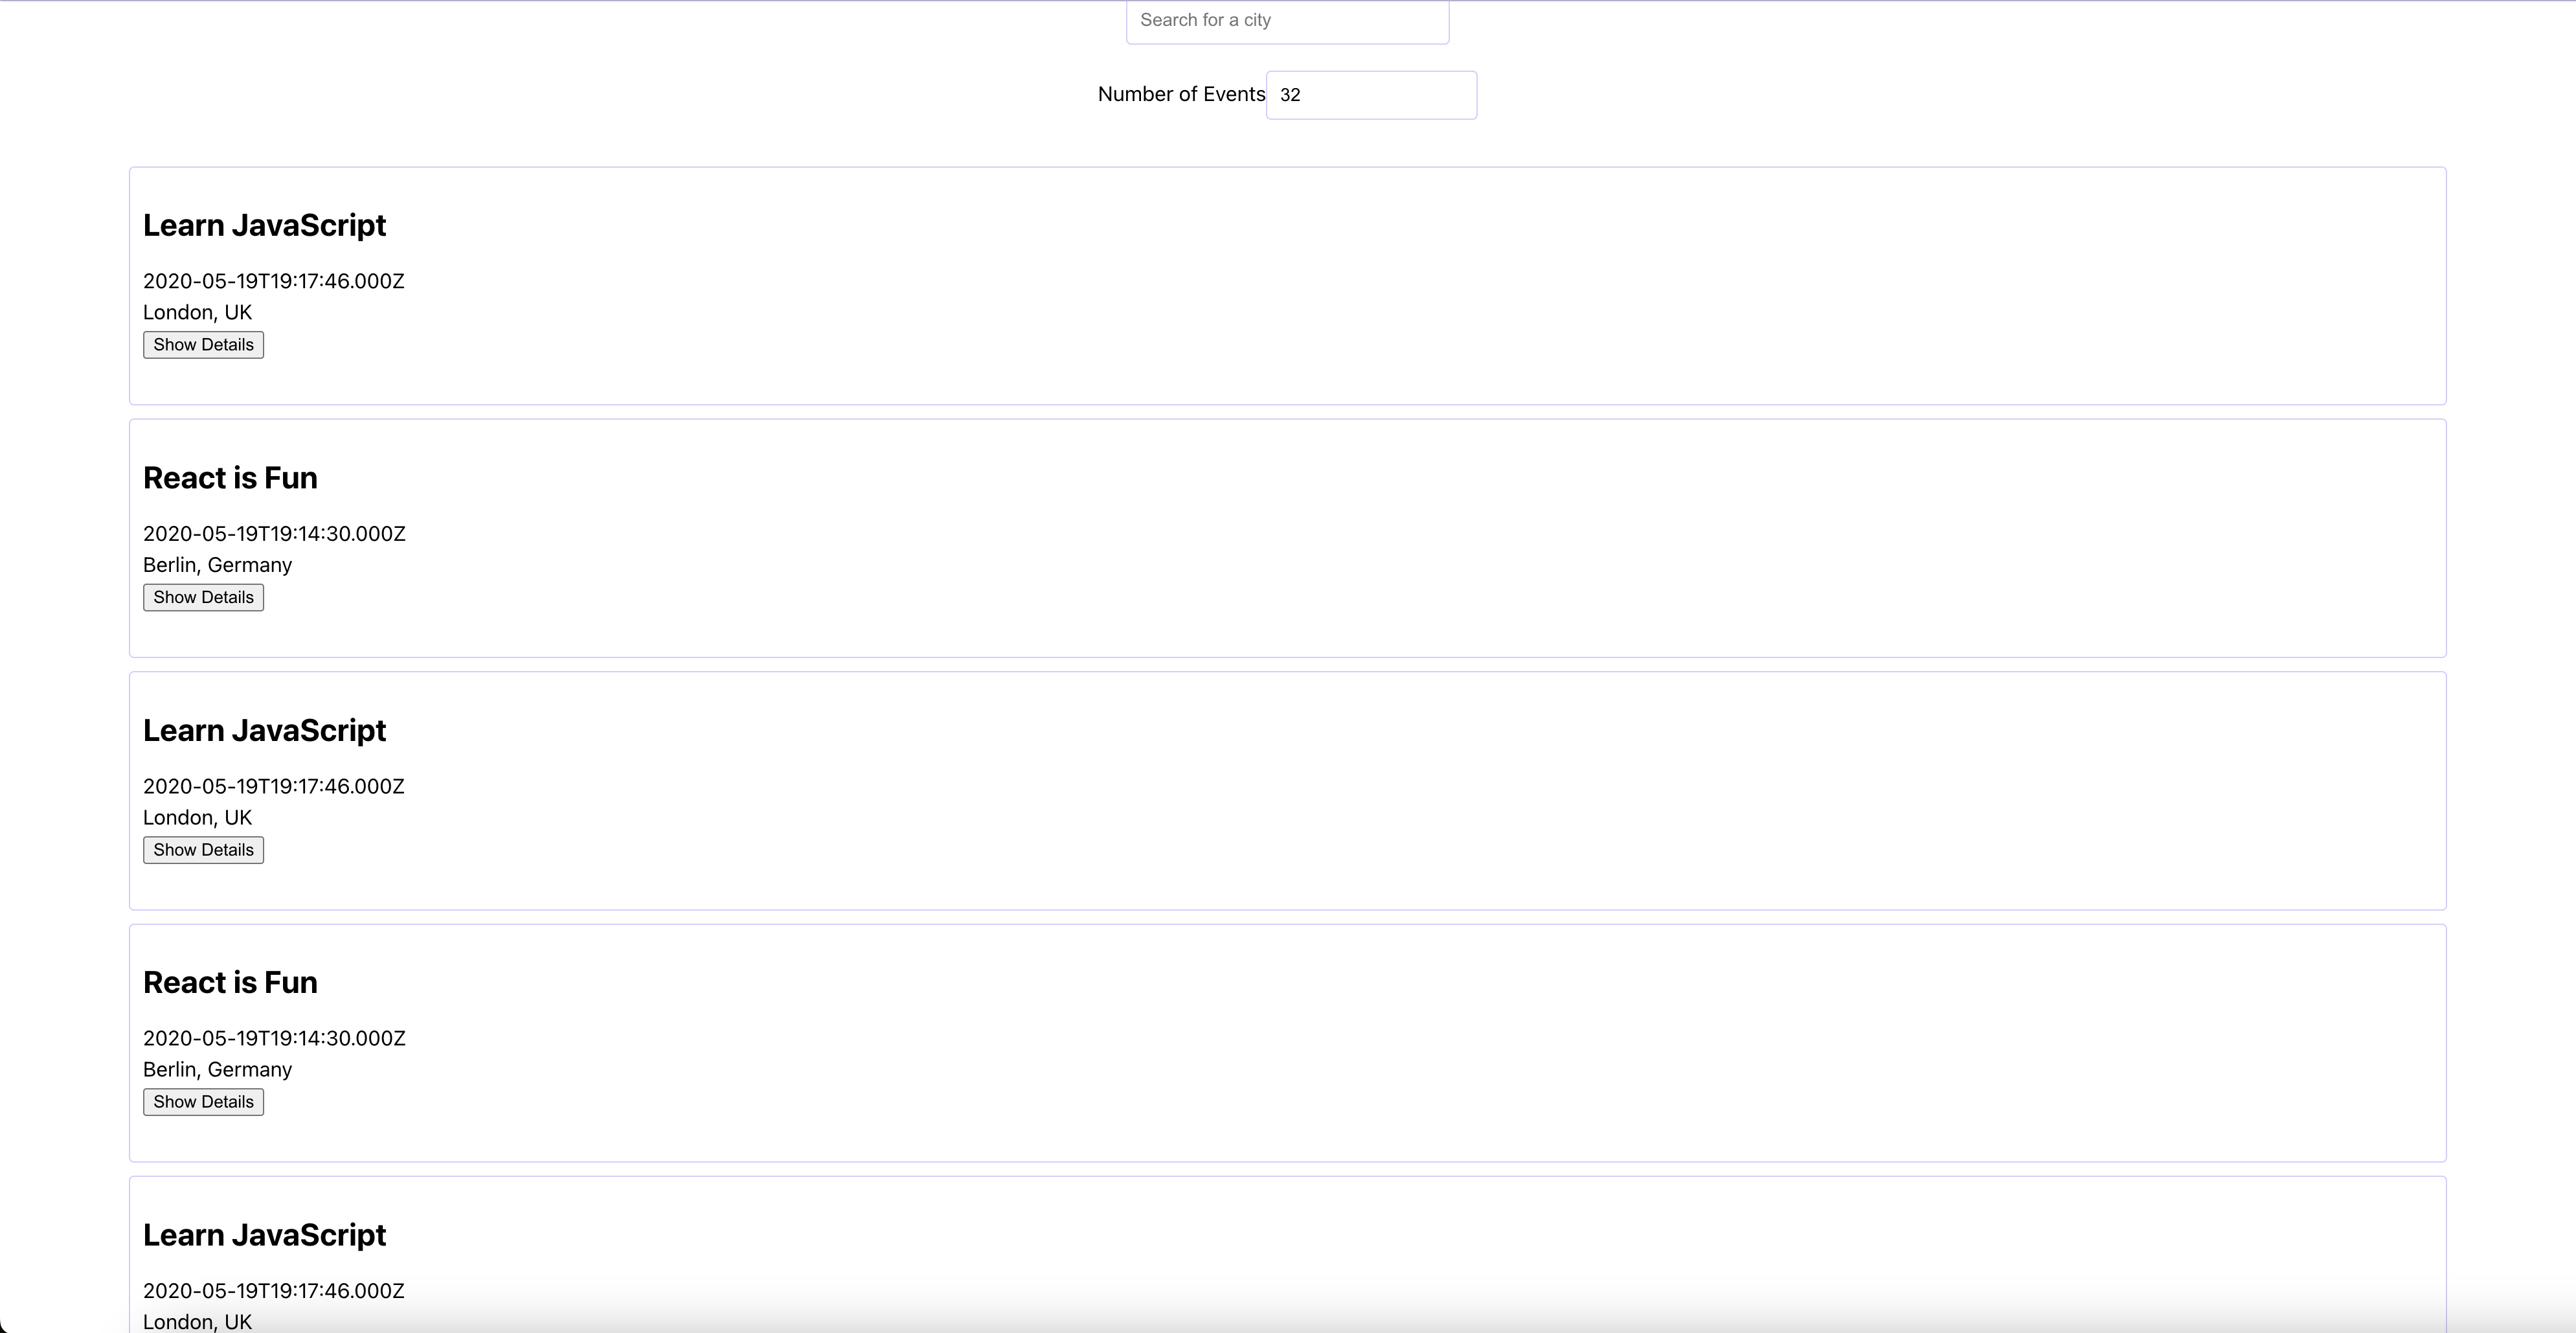 Search for a city
Number of Events 32
Learn JavaScript
2020-05-19T19:17:46.000Z
London, UK
Show Details
React is Fun
2020-05-19T19:14:30.000Z
Berlin, Germany
Show Details
Learn JavaScript
2020-05-19T19:17:46.000Z
London, UK
Show Details
React is Fun
2020-05-19T19:14:30.000Z
Berlin, Germany
Show Details
Learn JavaScript
2020-05-19T19:17:46.000Z
London, UK